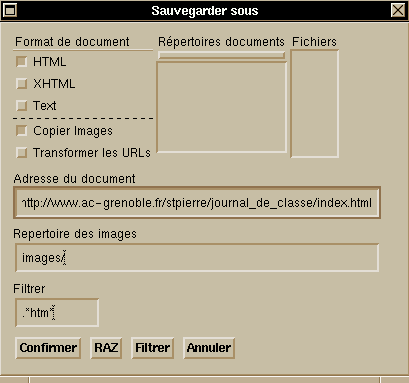 Sauvegarder sous
Format de document
Répertoires documents
Fichiers
HTML
XHTML
Text
Copier Images
Transformer les URLs
Adresse du document
http://www.ac-grenoble.fr/stpierre/journal_de_classe/index.html
Repertoire des images
images/
Filtrer
.*htm*
Confirmer RAZ Filtrer Annuler